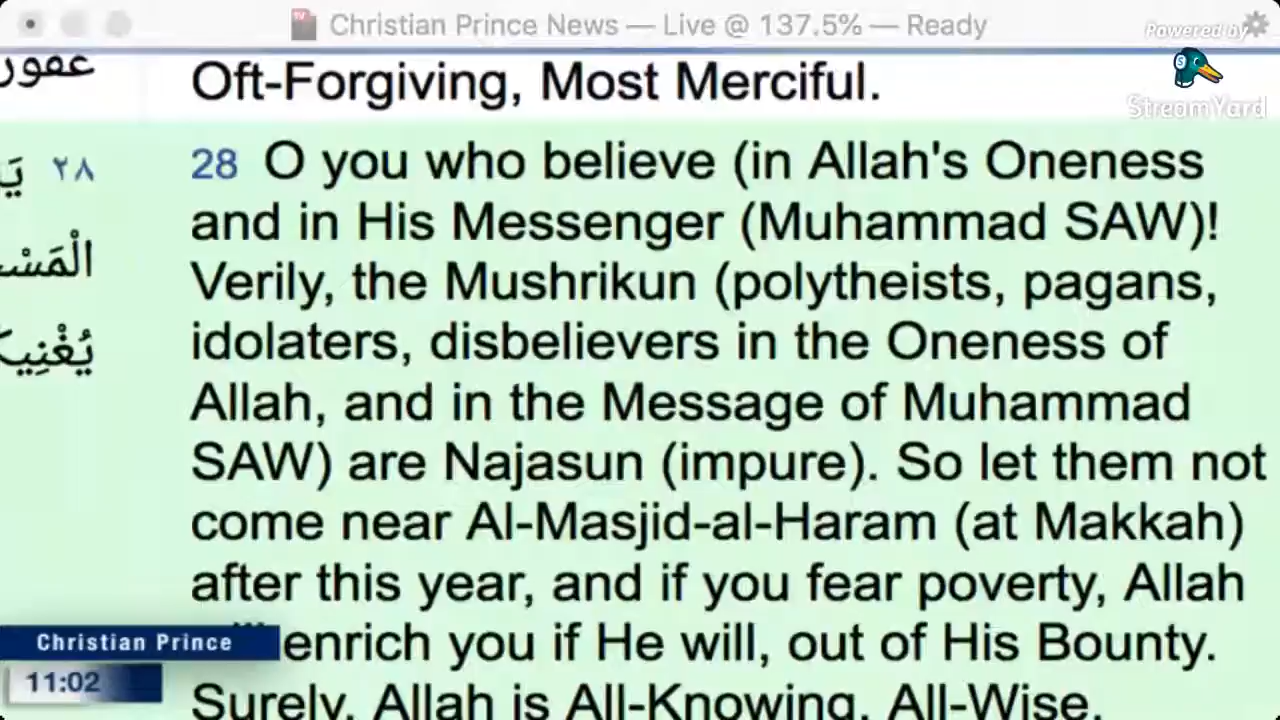 Christian Prince News — Live @ 137.5% — Ready
Powered by
StreamYard
Oft-Forgiving, Most Merciful.
٢٨
28 O you who believe (in Allah's Oneness
and in His Messenger (Muhammad SAW)!
Verily, the Mushrikun (polytheists, pagans,
idolaters, disbelievers in the Oneness of
Allah, and in the Message of Muhammad
SAW) are Najasun (impure). So let them not
come near Al-Masjid-al-Haram (at Makkah)
after this year, and if you fear poverty, Allah
enrich you if He will, out of His Bounty.
Surely, Allah is All-Knowing, All-Wise.
Christian Prince
11:02